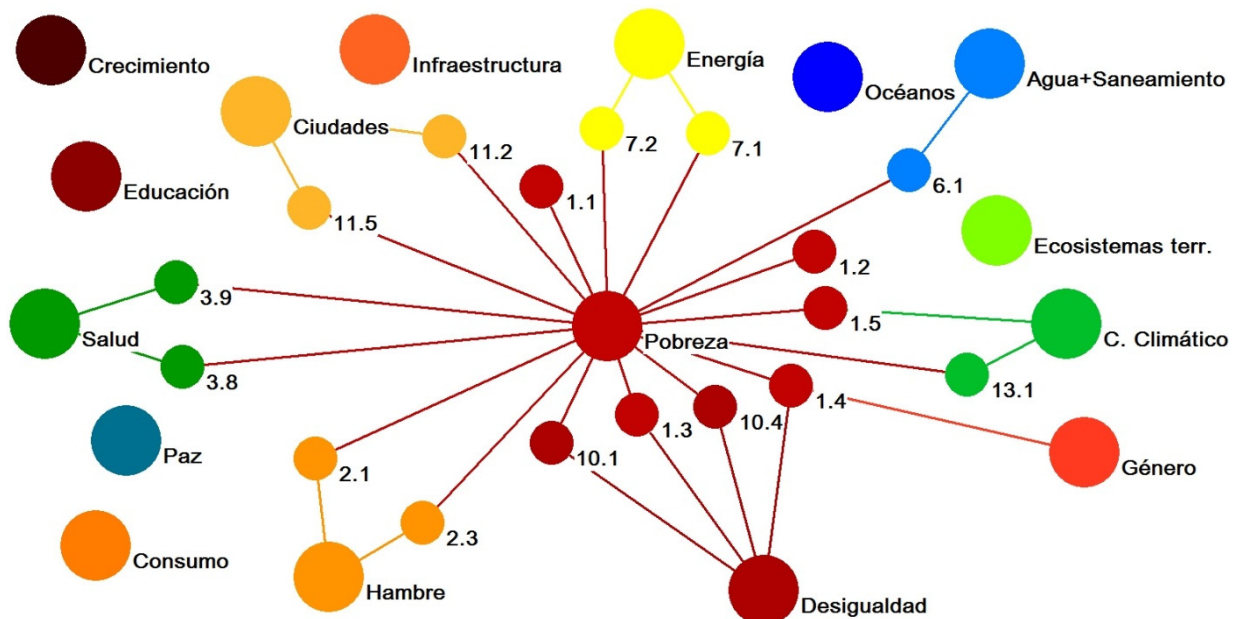 Crecimiento
Infraestructura
Energía
Océanos
Agua+Saneamiento
Ciudades
11.2
7.2
7.1
Educación
1.1
6.1
11.5
Ecosistemas terr.
1.2
3.9
1.5
Salud
Pobreza
C. Climático
3.8
13.1
1.4
Paz
1.3
10.4
10.1
Género
2.1
2.3
Consumo
Hambre
Desigualdad